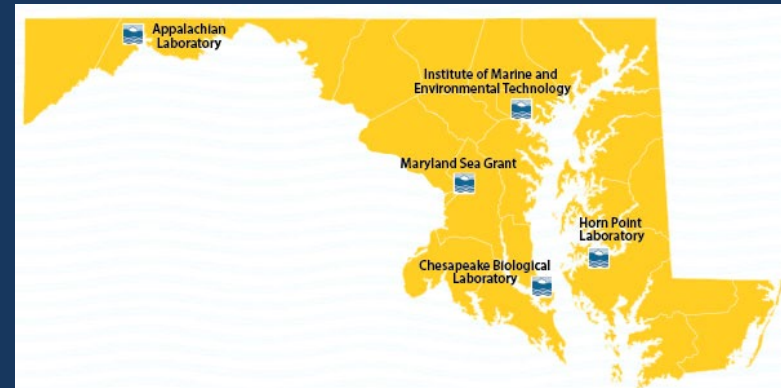 Appalachian
Laboratory
Institute of Marine and
Environmental Technology
Maryland Sea Grant
Horn Point
Laboratory
Chesapeake Biological
Laboratory